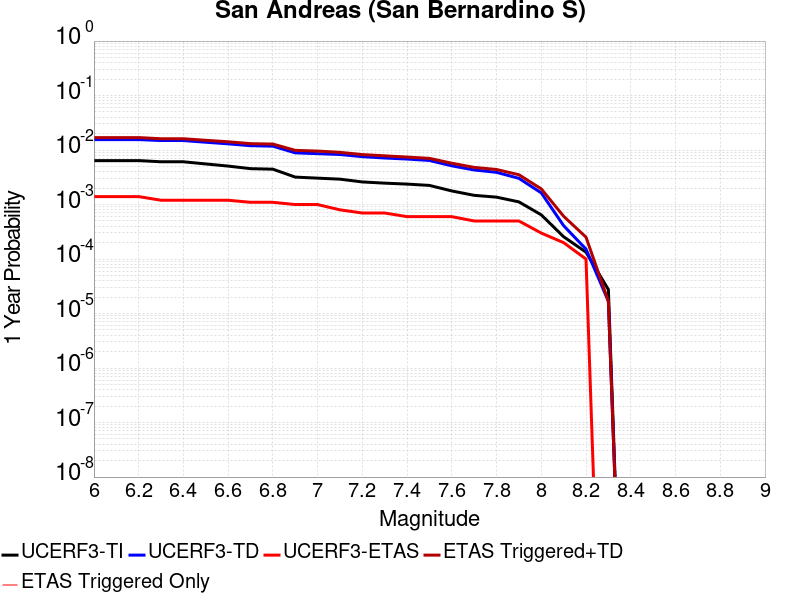 San Andreas (San Bernardino S)
10^0
10^-1
10^-2
10^-3
10^-4
10^-5
10^-6
10^-7
10^-8
1 Year Probability
6 6.2 6.4 6.6 6.8 7 7.2 7.4 7.6 7.8 8 8.2 8.4 8.6 8.8 9
Magnitude
UCERF3-TI UCERF3-TD UCERF3-ETAS ETAS Triggered+TD
ETAS Triggered Only